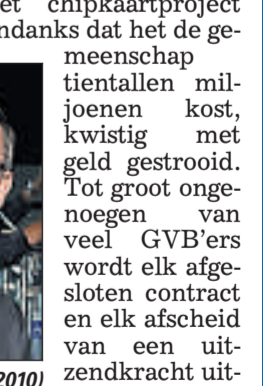 et chipkaartproject
ndanks dat het de ge-
meenschap
tientallen mil-
joenen kost,
kwistig met
geld gestrooid.
Tot groot onge-
noegen van
veel GVB'ers
wordt elk afge-
sloten contract
en elk afscheid
van een uit-
zendkracht uit-
2010)